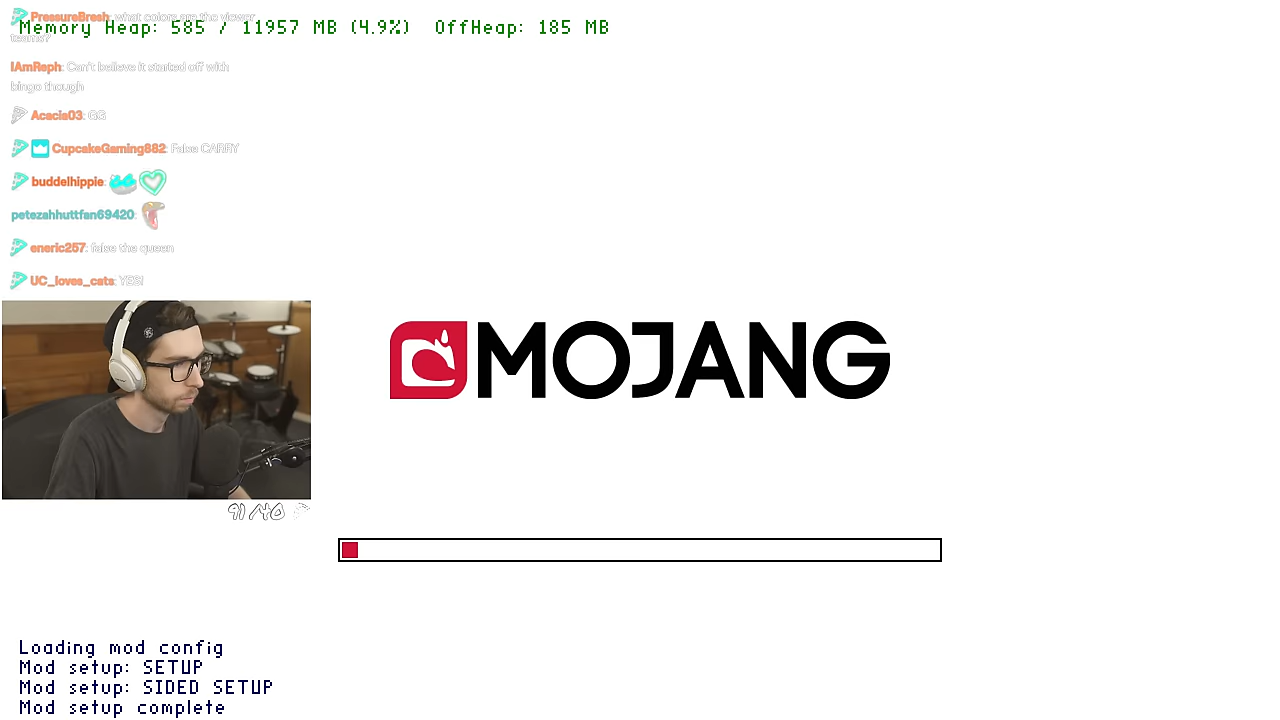 PressureBresh: what colors are the viewer
teams?
Memory Heap: 585 / 11957 MB (4.9%)  OffHeap: 185 MB
IAmReph: Can't believe it started off with
bingo though
Acacia03: GG
CupcakeGaming882: False CARRY
buddelhippie:
petezahhuttfan69420:
eneric257: false the queen
UC_loves_cats: YES!
MOJANG
91/40
Loading mod config
Mod setup: SETUP
Mod setup: SIDED SETUP
Mod setup complete